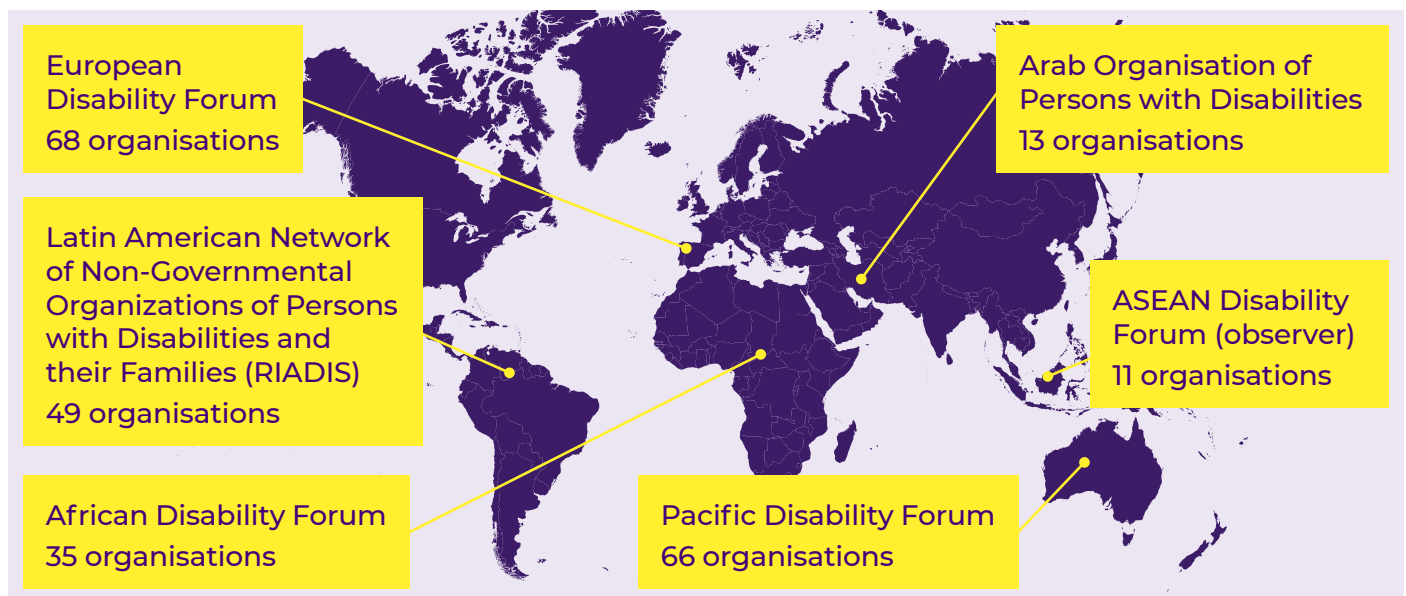 European
Disability Forum
68 organisations
Arab Organisation of
Persons with Disabilities
13 organisations
Latin American Network
of Non-Governmental
Organizations of Persons
with Disabilities and
their Families (RIADIS)
49 organisations
ASEAN Disability
Forum (observer)
11 organisations
African Disability Forum
35 organisations
Pacific Disability Forum
66 organisations